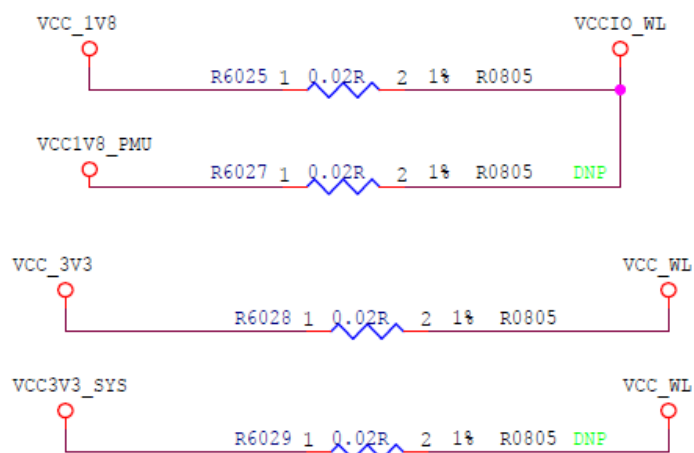 VCC_1V8 VCCIO_WL
R6025 1 0.02R 2 1% R0805
VCC1V8_PMU
R6027 1 0.02R 2 1% R0805 DNP
VCC_3V3 VCC_WL
R6028 1 0.02R 2 1% R0805
VCC3V3_SYS VCC_WL
R6029 1 0.02R 2 1% R0805 DNP